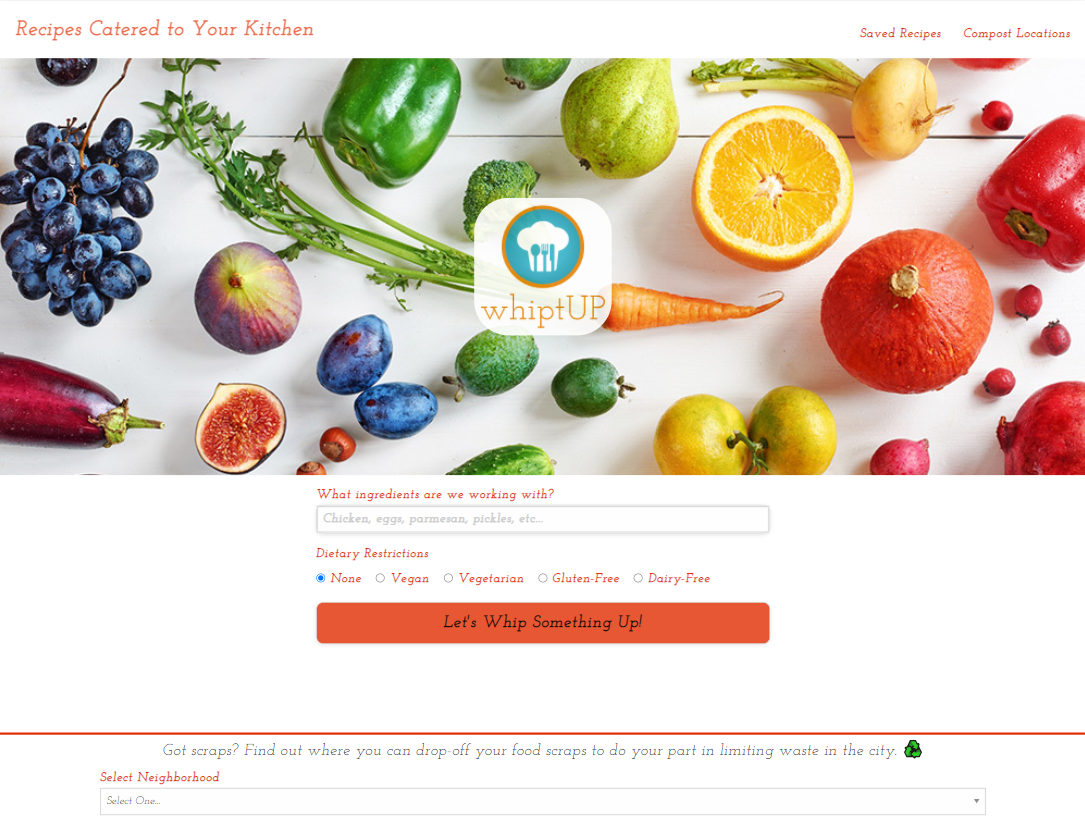 Recipes Catered to Your Kitchen
Saved Recipes Compost Locations
whiptUP
What ingredients are we working with?
Chicken, eggs, parmesan, pickles, etc...
Dietary Restrictions
None Vegan Vegetarian Gluten-Free Dairy-Free
Let's Whip Something Up!
Got scraps? Find out where you can drop-off your food scraps to do your part in limiting waste in the city.
Select Neighborhood
Select One...